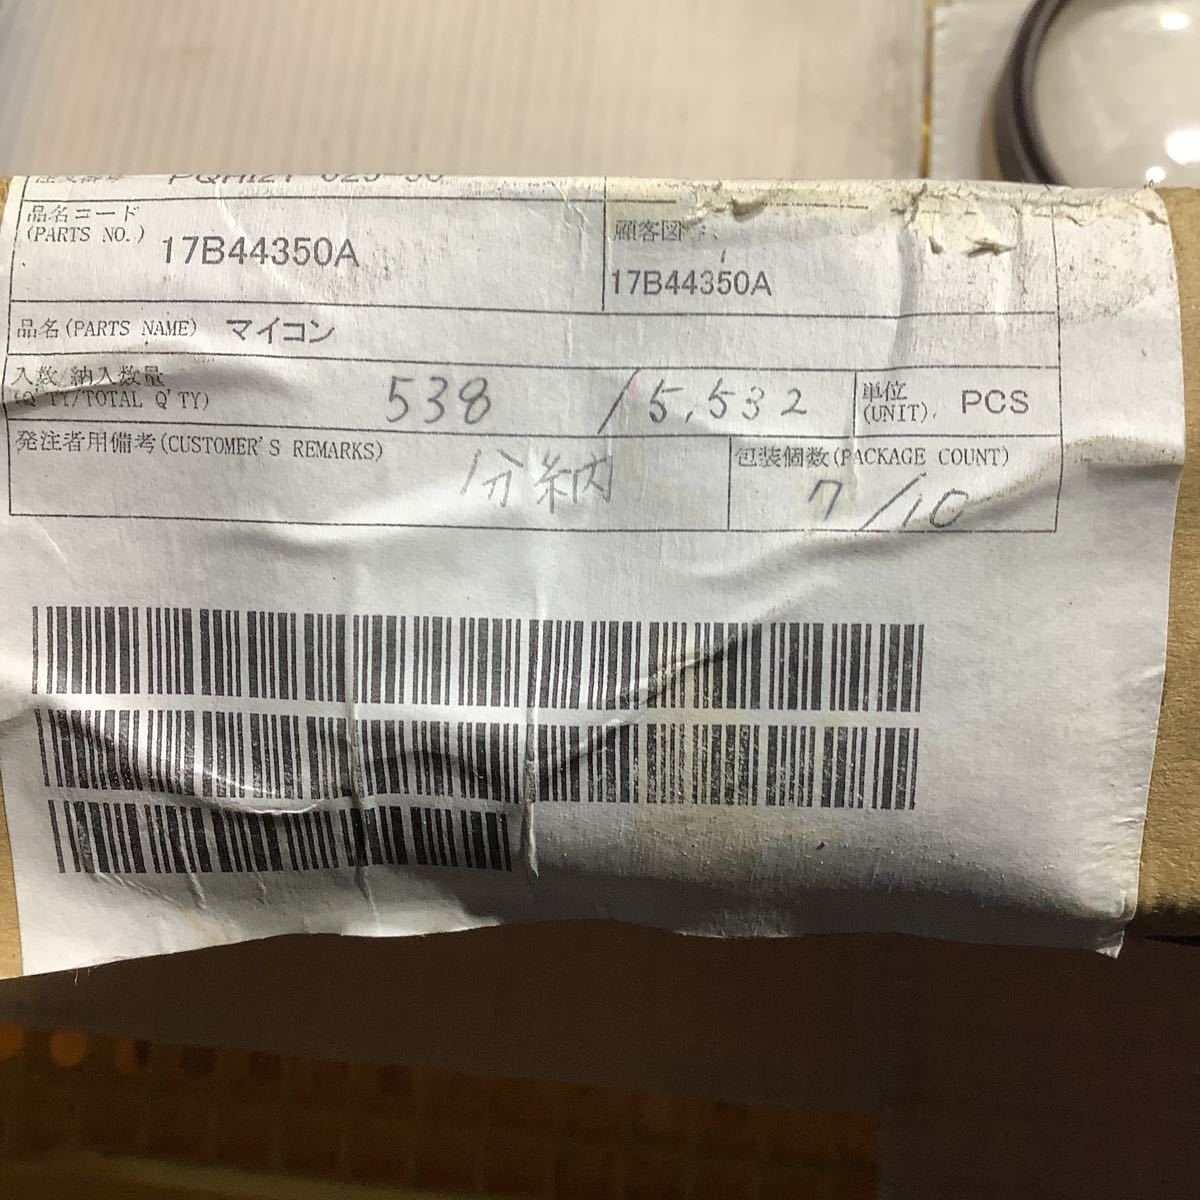 品名コード
(PARTS NO.) 17B44350A
顧客図
17B44350A
品名(PARTS NAME) マイコン
入数/納入数量
(Q'TY/TOTAL Q'TY) 538 / 5,532
単位
(UNIT). PCS
発注者用備考(CUSTOMER'S REMARKS)
分納
包装個数(PACKAGE COUNT)
7/10